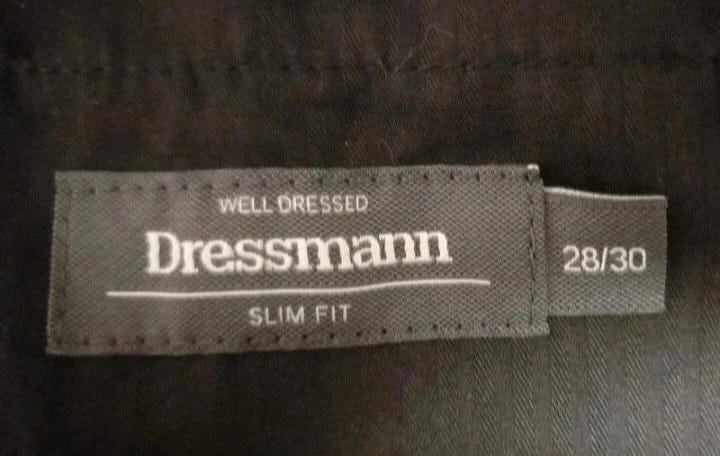 WELL DRESSED
Dressmann
SLIM FIT
28/30